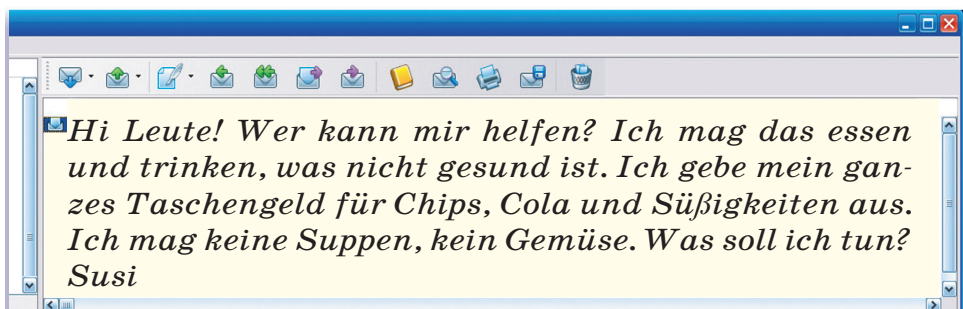 Hi Leute! Wer kann mir helfen? Ich mag das essen
und trinken, was nicht gesund ist. Ich gebe mein gan-
zes Taschengeld für Chips, Cola und Süßigkeiten aus.
Ich mag keine Suppen, kein Gemüse. Was soll ich tun?
Susi